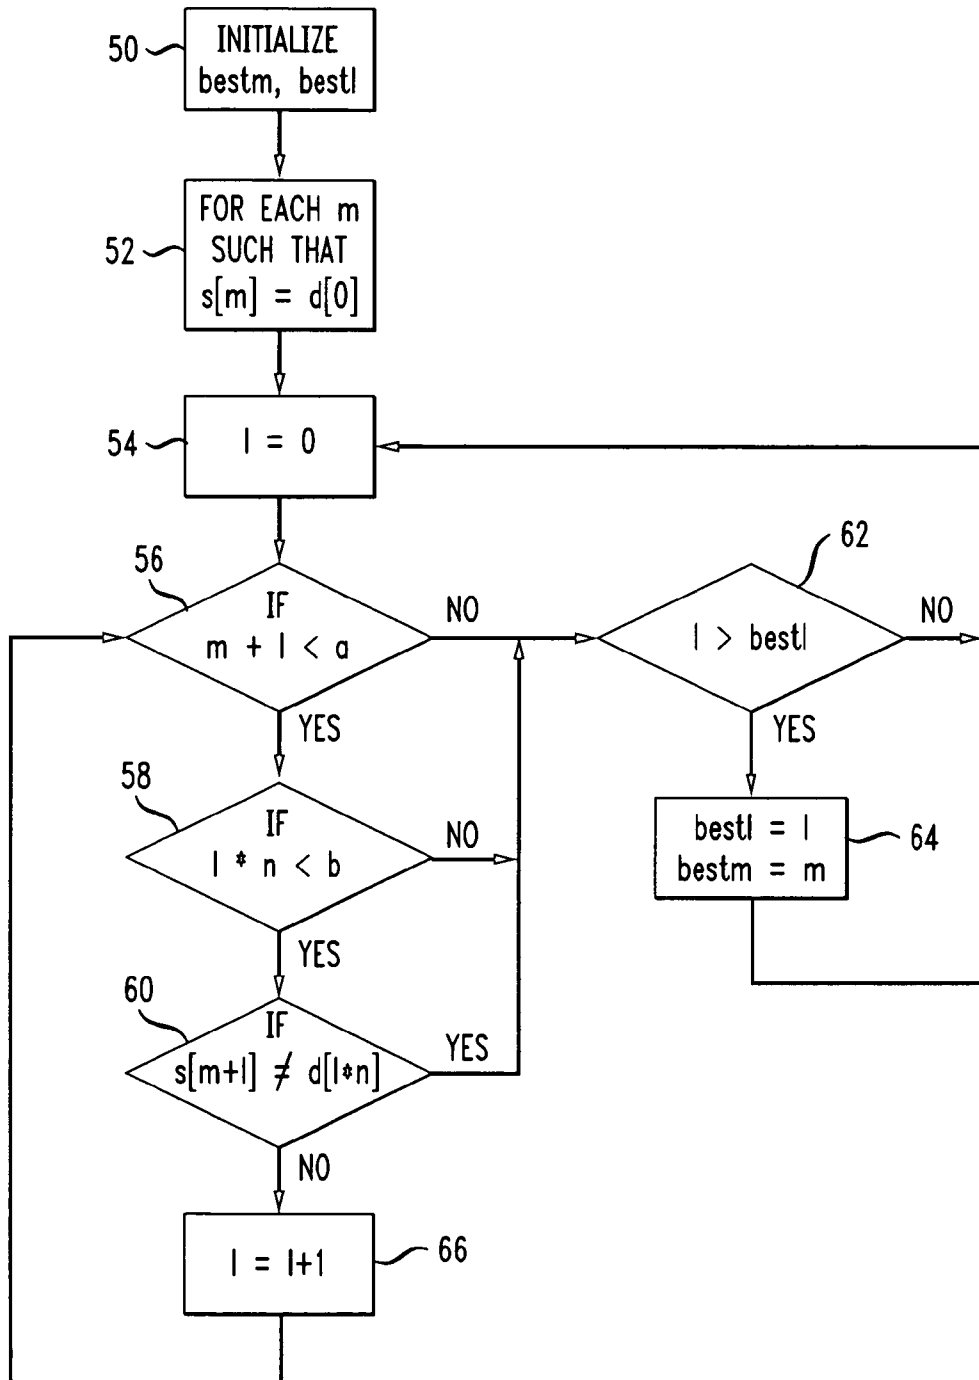 50
INITIALIZE
bestm, bestl
52
FOR EACH m
SUCH THAT
s[m] = d[0]
54
l = 0
56
IF
m + l < a
NO
YES
62
l > bestl
NO
YES
58
IF
l * n < b
NO
YES
bestl = l
bestm = m
64
60
IF
s[m+l] ≠ d[l*n]
YES
NO
l = l+1
66